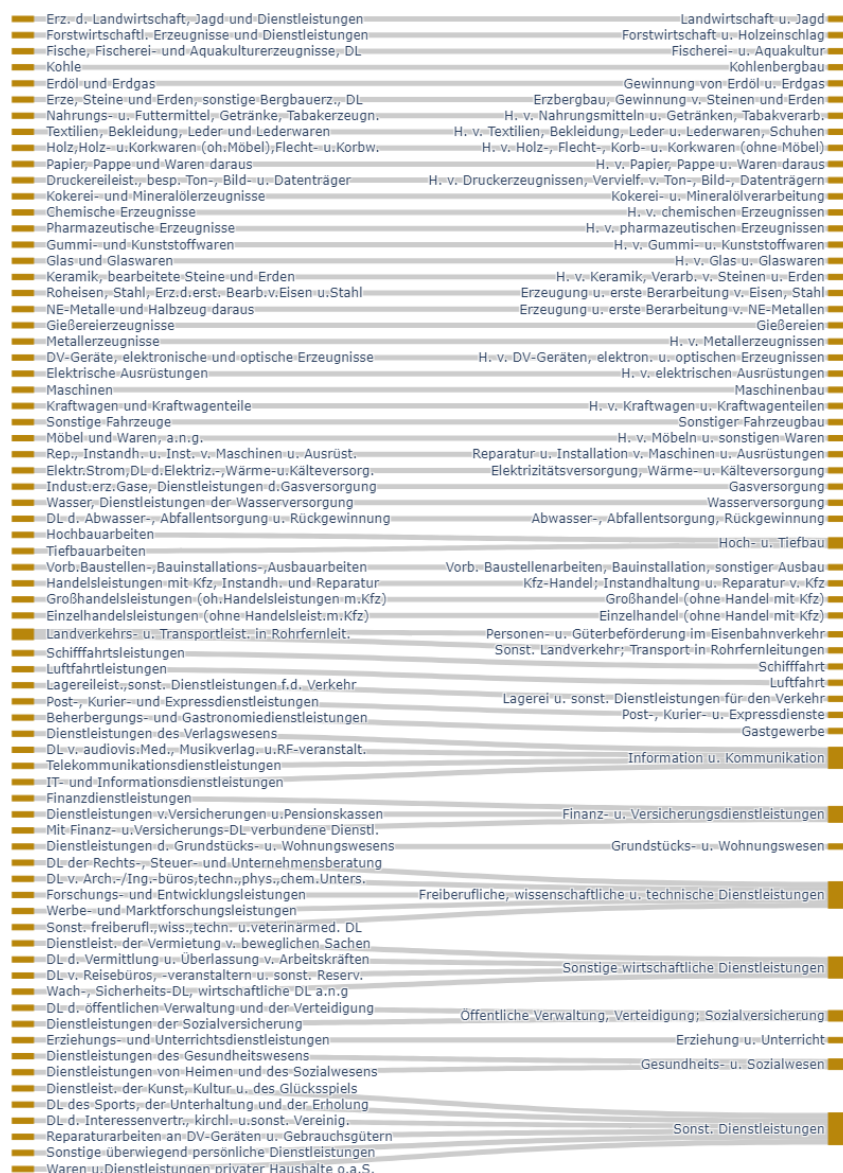 Erz. d. Landwirtschaft, Jagd und Dienstleistungen
Landwirtschaft u. Jagd
Forstwirtschaftl. Erzeugnisse und Dienstleistungen
Forstwirtschaft u. Holzeinschlag
Fische, Fischerei- und Aquakulturerzeugnisse, DL
Fischerei- u. Aquakultur
Kohle
Kohlenbergbau
Erdöl und Erdgas
Gewinnung von Erdöl u. Erdgas
Erze, Steine und Erden, sonstige Bergbauerz., DL
Erzbergbau, Gewinnung v. Steinen und Erden
Nahrungs- u. Futtermittel, Getränke, Tabakerzeugn.
H. v. Nahrungsmitteln u. Getränken, Tabakverarb.
Textilien, Bekleidung, Leder und Lederwaren
H. v. Textilien, Bekleidung, Leder u. Lederwaren, Schuhen
Holz,Holz- u.Korkwaren (oh.Möbel),Flecht- u.Korbw.
H. v. Holz-, Flecht-, Korb- u. Korkwaren (ohne Möbel)
Papier, Pappe und Waren daraus
H. v. Papier, Pappe u. Waren daraus
Druckereileist., besp. Ton-, Bild- u. Datenträger
H. v. Druckerzeugnissen, Vervielf. v. Ton-, Bild-, Datenträgern
Kokerei- und Mineralölerzeugnisse
Kokerei- u. Mineralölverarbeitung
Chemische Erzeugnisse
H. v. chemischen Erzeugnissen
Pharmazeutische Erzeugnisse
H. v. pharmazeutischen Erzeugnissen
Gummi- und Kunststoffwaren
H. v. Gummi- u. Kunststoffwaren
Glas und Glaswaren
H. v. Glas u. Glaswaren
Keramik, bearbeitete Steine und Erden
H. v. Keramik, Verarb. v. Steinen u. Erden
Roheisen, Stahl, Erz.d.erst. Bearb.v.Eisen u.Stahl
Erzeugung u. erste Berarbeitung v. Eisen, Stahl
NE-Metalle und Halbzeug daraus
Erzeugung u. erste Berarbeitung v. NE-Metallen
Gießereierzeugnisse
Gießereien
Metallerzeugnisse
H. v. Metallerzeugnissen
DV-Geräte, elektronische und optische Erzeugnisse
H. v. DV-Geräten, elektron. u. optischen Erzeugnissen
Elektrische Ausrüstungen
H. v. elektrischen Ausrüstungen
Maschinen
Maschinenbau
Kraftwagen und Kraftwagenteile
H. v. Kraftwagen u. Kraftwagenteilen
Sonstige Fahrzeuge
Sonstiger Fahrzeugbau
Möbel und Waren, a.n.g.
H. v. Möbeln u. sonstigen Waren
Rep., Instandh. u. Inst. v. Maschinen u. Ausrüst.
Reparatur u. Installation v. Maschinen u. Ausrüstungen
Elektr.Strom,DL d.Elektriz.-,Wärme-u.Kälteversorg.
Elektrizitätsversorgung, Wärme- u. Kälteversorgung
Indust.erz.Gase, Dienstleistungen d.Gasversorgung
Gasversorgung
Wasser, Dienstleistungen der Wasserversorgung
Wasserversorgung
DL d. Abwasser-, Abfallentsorgung u. Rückgewinnung
Abwasser-, Abfallentsorgung, Rückgewinnung
Hochbauarbeiten
Hoch- u. Tiefbau
Tiefbauarbeiten
Vorb.Baustellen-,Bauinstallations-,Ausbauarbeiten
Vorb. Baustellenarbeiten, Bauinstallation, sonstiger Ausbau
Handelsleistungen mit Kfz, Instandh. und Reparatur
Kfz-Handel; Instandhaltung u. Reparatur v. Kfz
Großhandelsleistungen (oh.Handelsleistungen m.Kfz)
Großhandel (ohne Handel mit Kfz)
Einzelhandelsleistungen (ohne Handelsleist.m.Kfz)
Einzelhandel (ohne Handel mit Kfz)
Landverkehrs- u. Transportleist. in Rohrfernleit.
Personen- u. Güterbeförderung im Eisenbahnverkehr
Sonst. Landverkehr; Transport in Rohrfernleitungen
Schifffahrtsleistungen
Schifffahrt
Luftfahrtleistungen
Luftfahrt
Lagereileist.,sonst. Dienstleistungen f.d. Verkehr
Lagerei u. sonst. Dienstleistungen für den Verkehr
Post-, Kurier- und Expressdienstleistungen
Post-, Kurier- u. Expressdienste
Beherbergungs- und Gastronomiedienstleistungen
Gastgewerbe
Dienstleistungen des Verlagswesens
DL v. audiovis.Med., Musikverlag. u.RF-veranstalt.
Information u. Kommunikation
Telekommunikationsdienstleistungen
IT- und Informationsdienstleistungen
Finanzdienstleistungen
Dienstleistungen v.Versicherungen u.Pensionskassen
Finanz- u. Versicherungsdienstleistungen
Mit Finanz- u.Versicherungs-DL verbundene Dienstl.
Dienstleistungen d. Grundstücks- u. Wohnungswesens
Grundstücks- u. Wohnungswesen
DL der Rechts-, Steuer- und Unternehmensberatung
DL v. Arch.-/Ing.-büros,techn.,phys.,chem.Unters.
Forschungs- und Entwicklungsleistungen
Freiberufliche, wissenschaftliche u. technische Dienstleistungen
Werbe- und Marktforschungsleistungen
Sonst. freiberufl.,wiss.,techn. u.veterinärmed. DL
Dienstleist. der Vermietung v. beweglichen Sachen
DL d. Vermittlung u. Überlassung v. Arbeitskräften
Sonstige wirtschaftliche Dienstleistungen
DL v. Reisebüros, -veranstaltern u. sonst. Reserv.
Wach-, Sicherheits-DL, wirtschaftliche DL a.n.g
DL d. öffentlichen Verwaltung und der Verteidigung
Öffentliche Verwaltung, Verteidigung; Sozialversicherung
Dienstleistungen der Sozialversicherung
Erziehungs- und Unterrichtsdienstleistungen
Erziehung u. Unterricht
Dienstleistungen des Gesundheitswesens
Gesundheits- u. Sozialwesen
Dienstleistungen von Heimen und des Sozialwesens
Dienstleist. der Kunst, Kultur u. des Glücksspiels
DL des Sports, der Unterhaltung und der Erholung
DL d. Interessenvertr., kirchl. u.sonst. Vereinig.
Sonst. Dienstleistungen
Reparaturarbeiten an DV-Geräten u. Gebrauchsgütern
Sonstige überwiegend persönliche Dienstleistungen
Waren u.Dienstleistungen privater Haushalte o.a.S.